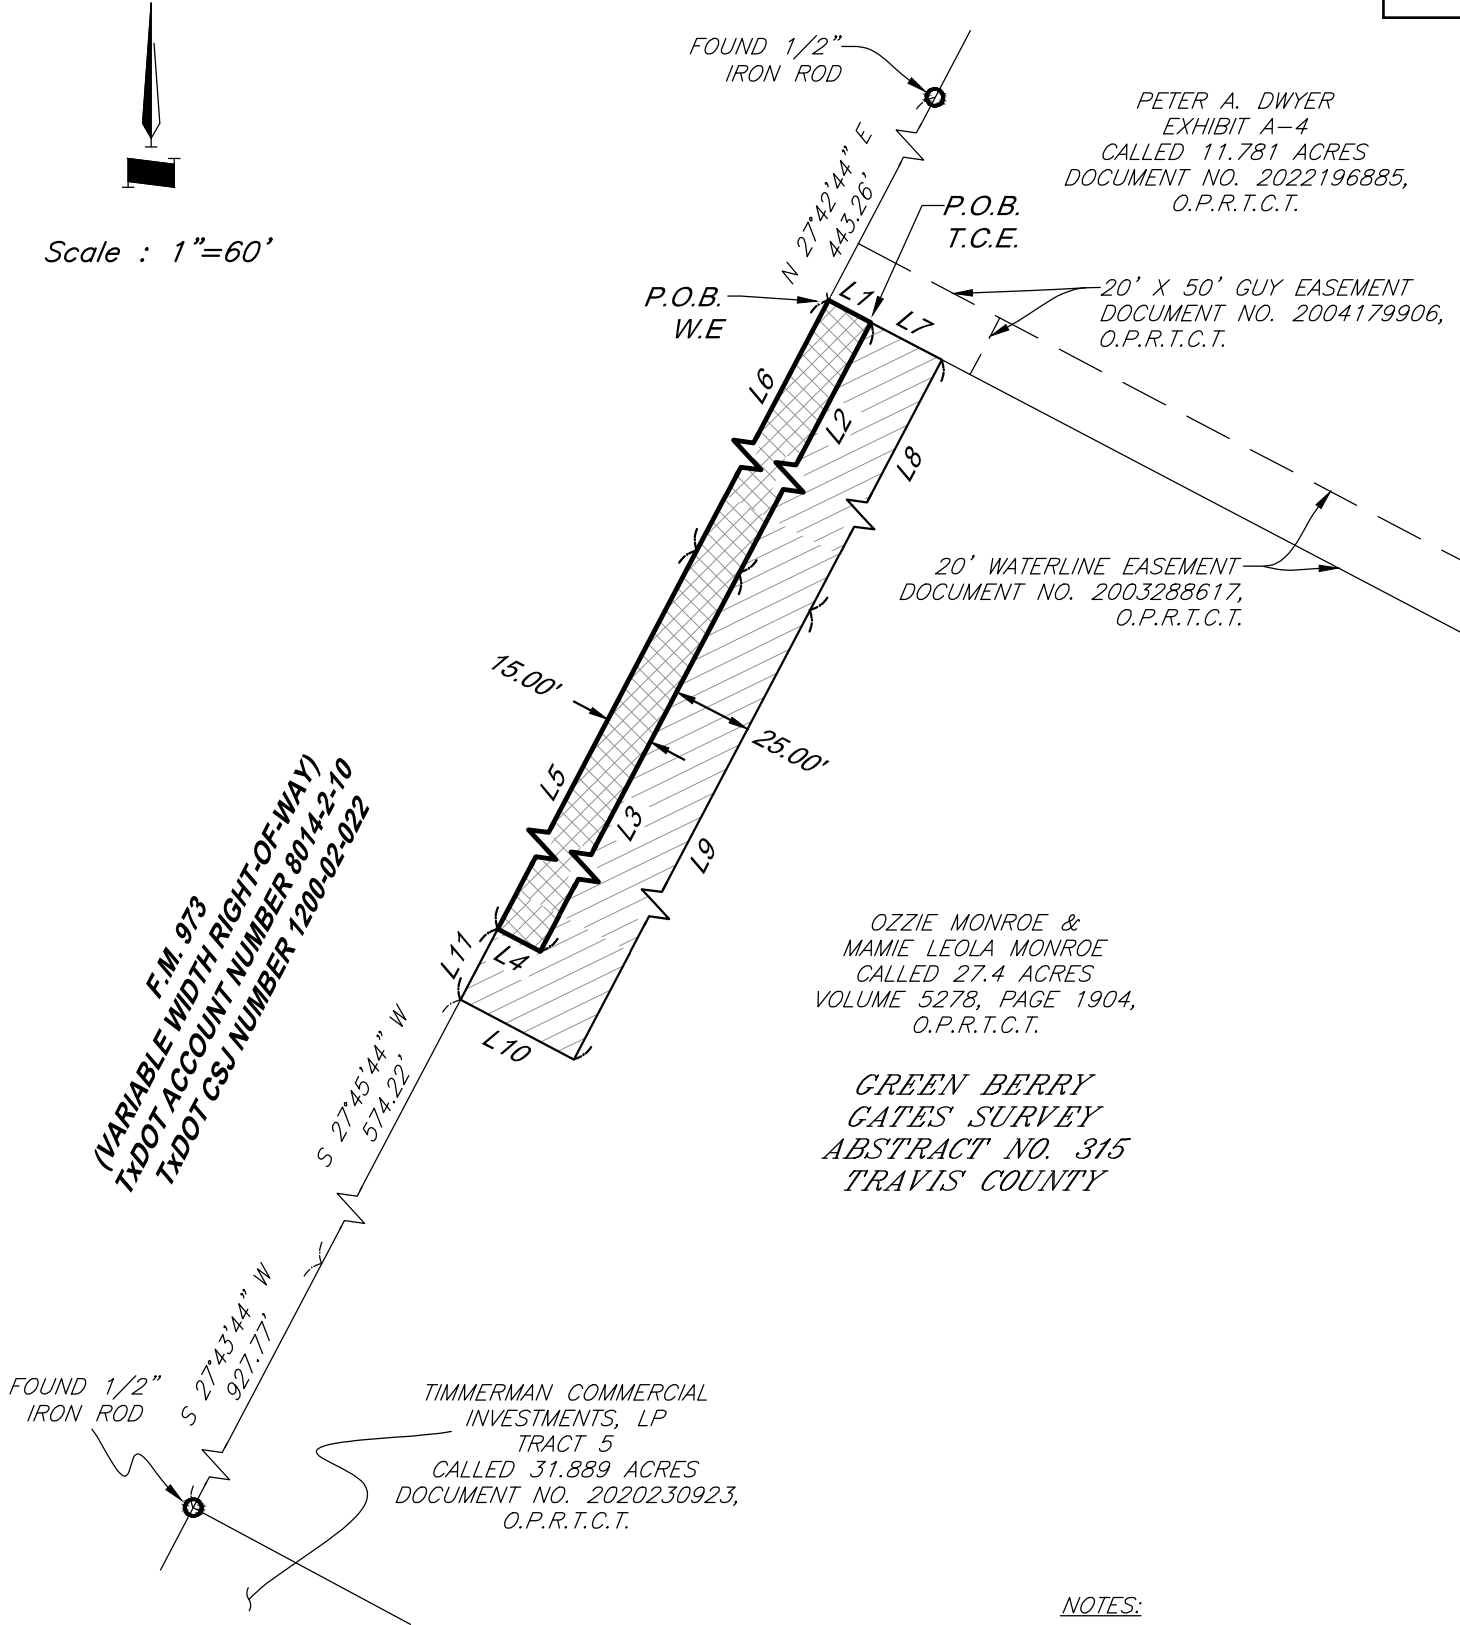 FOUND 1/2"
IRON ROD
PETER A. DWYER
EXHIBIT A-4
CALLED 11.781 ACRES
DOCUMENT NO. 2022196885,
O.P.R.T.C.T.
N 27°42'44" E
443.26'
P.O.B.
T.C.E.
Scale : 1"=60'
P.O.B.
W.E
L1
L7
20' X 50' GUY EASEMENT
DOCUMENT NO. 2004179906,
O.P.R.T.C.T.
L6
L2
L8
20' WATERLINE EASEMENT
DOCUMENT NO. 2003288617,
O.P.R.T.C.T.
15.00'
25.00'
L5
L3
L9
F.M. 973
(VARIABLE WIDTH RIGHT-OF-WAY)
TxDOT ACCOUNT NUMBER 8014-2-10
TxDOT CSJ NUMBER 1200-02-022
L11
L4
L10
OZZIE MONROE &
MAMIE LEOLA MONROE
CALLED 27.4 ACRES
VOLUME 5278, PAGE 1904,
O.P.R.T.C.T.
GREEN BERRY
GATES SURVEY
ABSTRACT NO. 315
TRAVIS COUNTY
S 27°45'44" W
574.22'
S 27°43'44" W
927.77'
FOUND 1/2"
IRON ROD
TIMMERMAN COMMERCIAL
INVESTMENTS, LP
TRACT 5
CALLED 31.889 ACRES
DOCUMENT NO. 2020230923,
O.P.R.T.C.T.
NOTES: